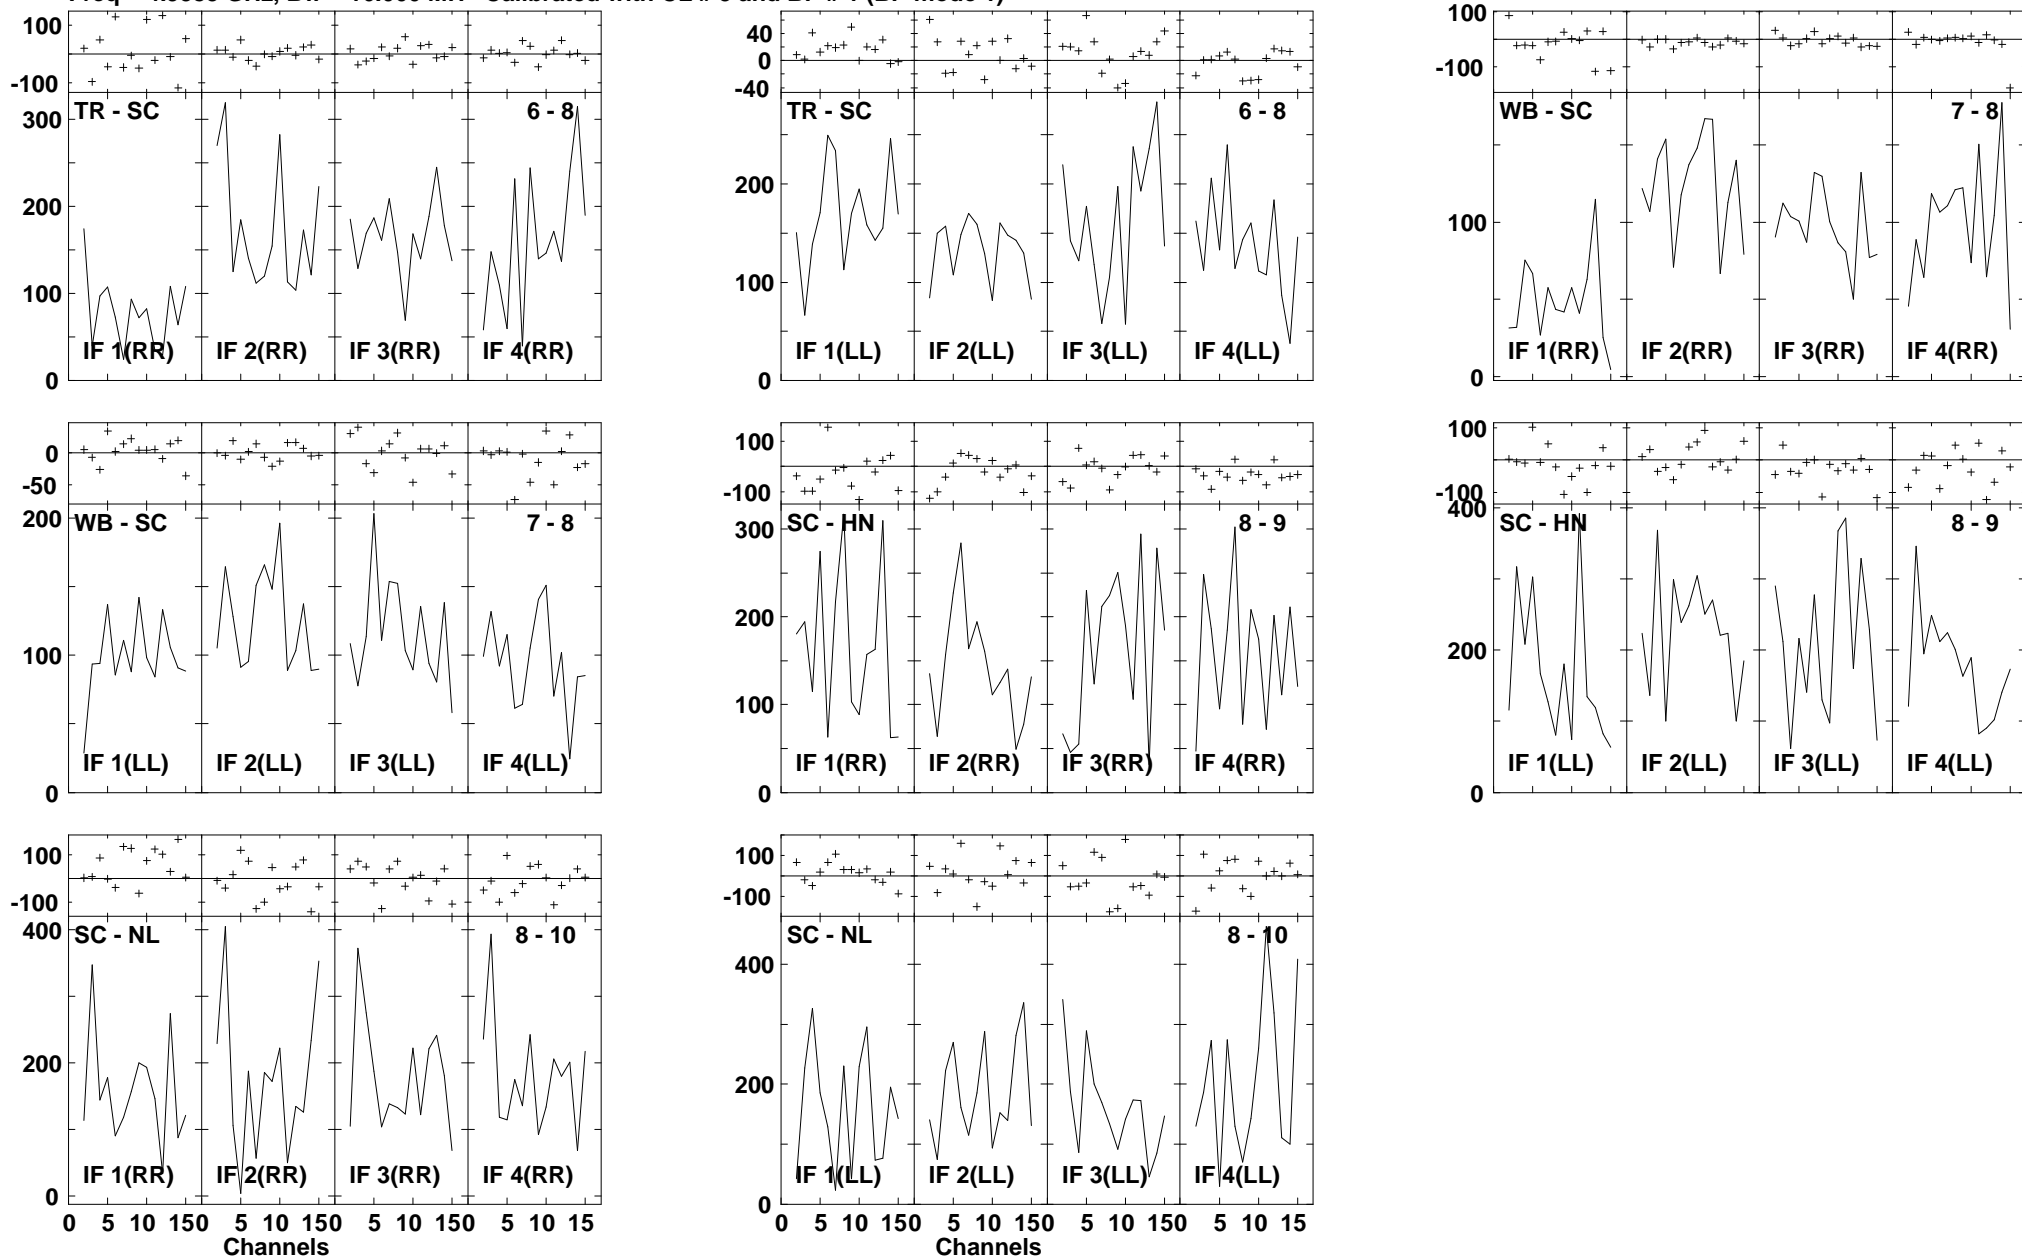 100
-100
TR - SC
6 - 8
300
200
100
0
IF 1(RR)
IF 2(RR)
IF 3(RR)
IF 4(RR)
40
0
-40
TR - SC
6 - 8
200
100
0
IF 1(LL)
IF 2(LL)
IF 3(LL)
IF 4(LL)
100
-100
WB - SC
7 - 8
100
0
IF 1(RR)
IF 2(RR)
IF 3(RR)
IF 4(RR)
0
-50
WB - SC
7 - 8
200
100
0
IF 1(LL)
IF 2(LL)
IF 3(LL)
IF 4(LL)
100
-100
SC - HN
8 - 9
300
200
100
0
IF 1(RR)
IF 2(RR)
IF 3(RR)
IF 4(RR)
100
-100
SC - HN
8 - 9
400
200
0
IF 1(LL)
IF 2(LL)
IF 3(LL)
IF 4(LL)
100
-100
SC - NL
8 - 10
400
200
0
IF 1(RR)
IF 2(RR)
IF 3(RR)
IF 4(RR)
0 5 10 150 5 10 150 5 10 150 5 10 15
Channels
100
-100
SC - NL
8 - 10
400
200
0
IF 1(LL)
IF 2(LL)
IF 3(LL)
IF 4(LL)
0 5 10 150 5 10 150 5 10 150 5 10 15
Channels